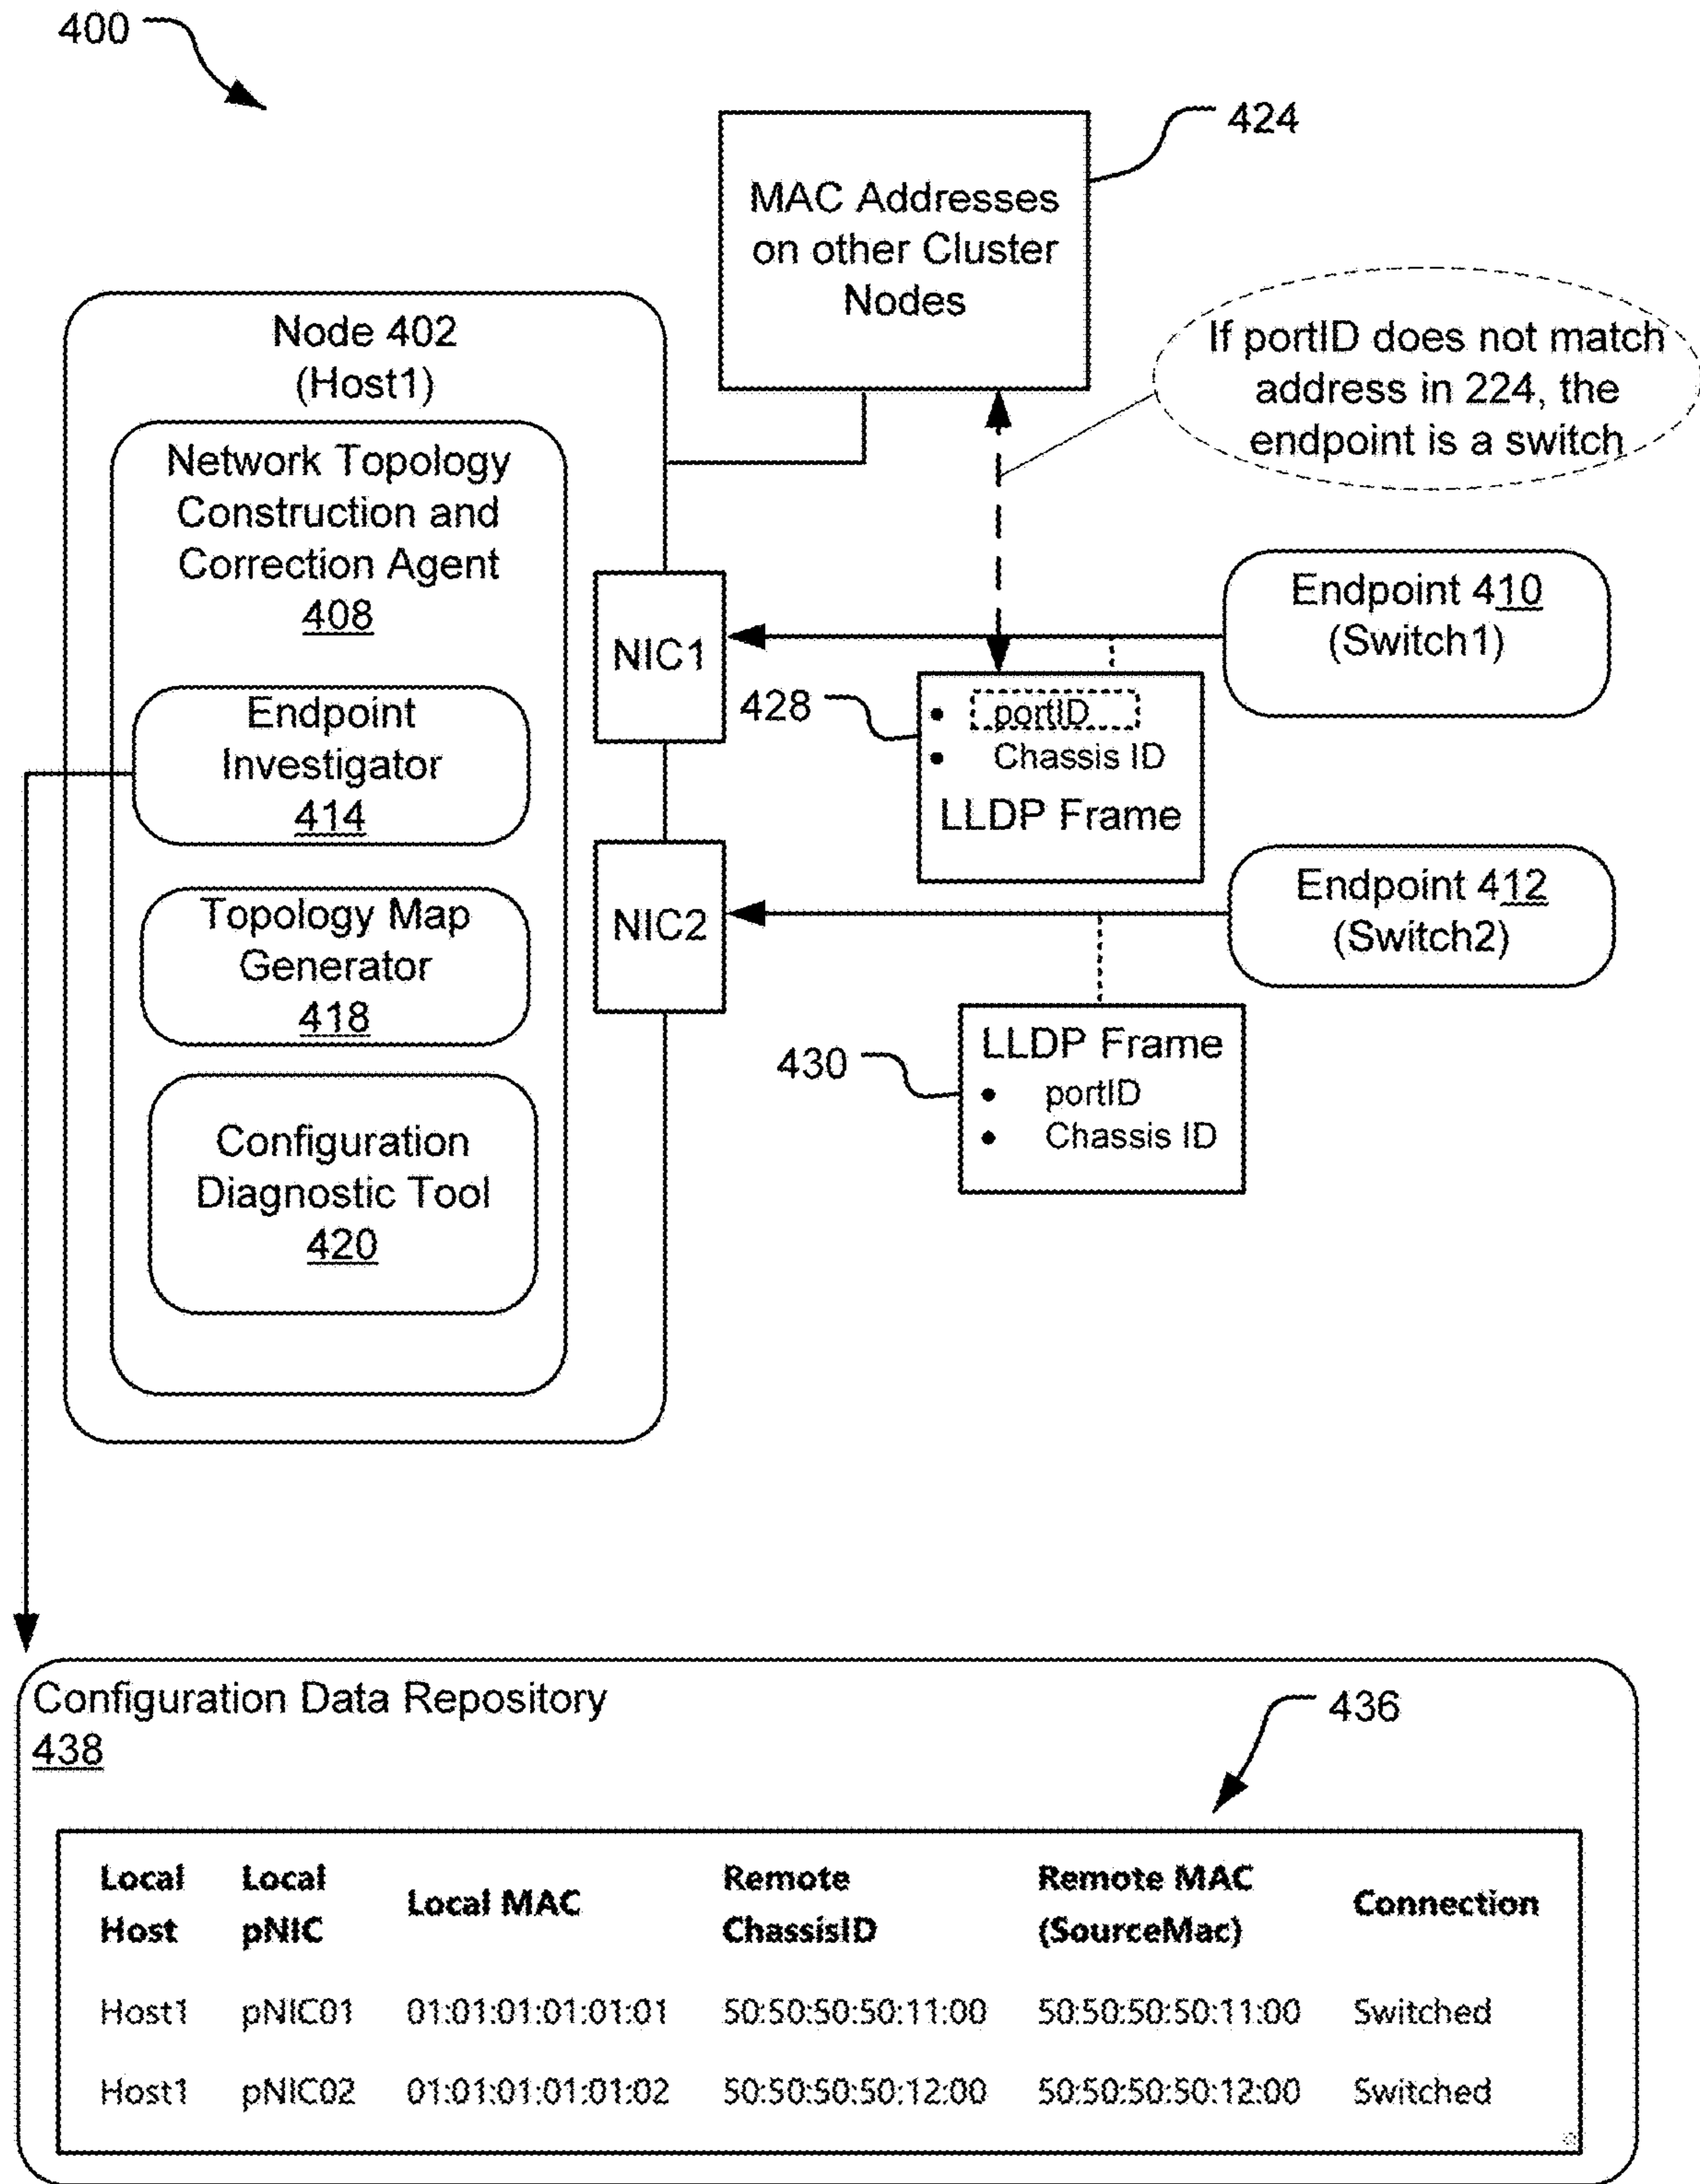 400
424
MAC Addresses
on other Cluster
Nodes
If portID does not match
address in 224, the
endpoint is a switch
Node 402
(Host1)
Network Topology
Construction and
Correction Agent
408
Endpoint
Investigator
414
Topology Map
Generator
418
Configuration
Diagnostic Tool
420
NIC1
NIC2
Endpoint 410
(Switch1)
428
• portID
• Chassis ID
LLDP Frame
Endpoint 412
(Switch2)
430
LLDP Frame
• portID
• Chassis ID
Configuration Data Repository
438
436
Local Host Local pNIC Local MAC Remote ChassisID Remote MAC (SourceMac) Connection
Host1 pNIC01 01:01:01:01:01:01 50:50:50:50:11:00 50:50:50:50:11:00 Switched
Host1 pNIC02 01:01:01:01:01:02 50:50:50:50:12:00 50:50:50:50:12:00 Switched